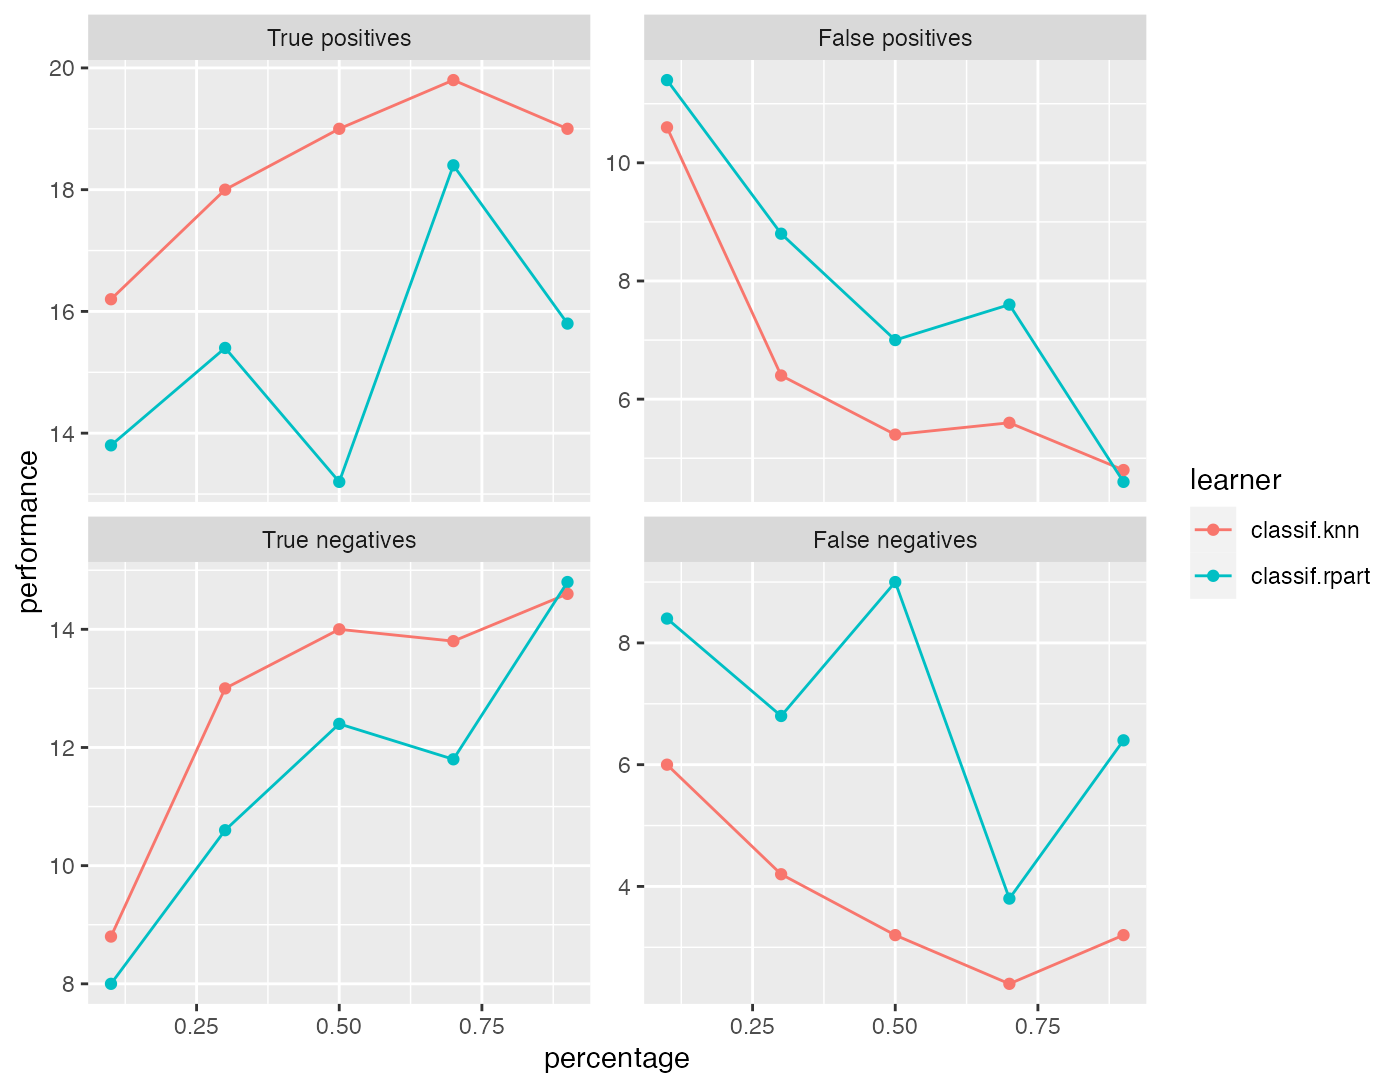 True positives
False positives
20
18
16
14
10
8
6
performance
True negatives
False negatives
14
12
10
8
8
6
4
0.25
0.50
0.75
0.25
0.50
0.75
percentage
learner
classif.knn
classif.rpart